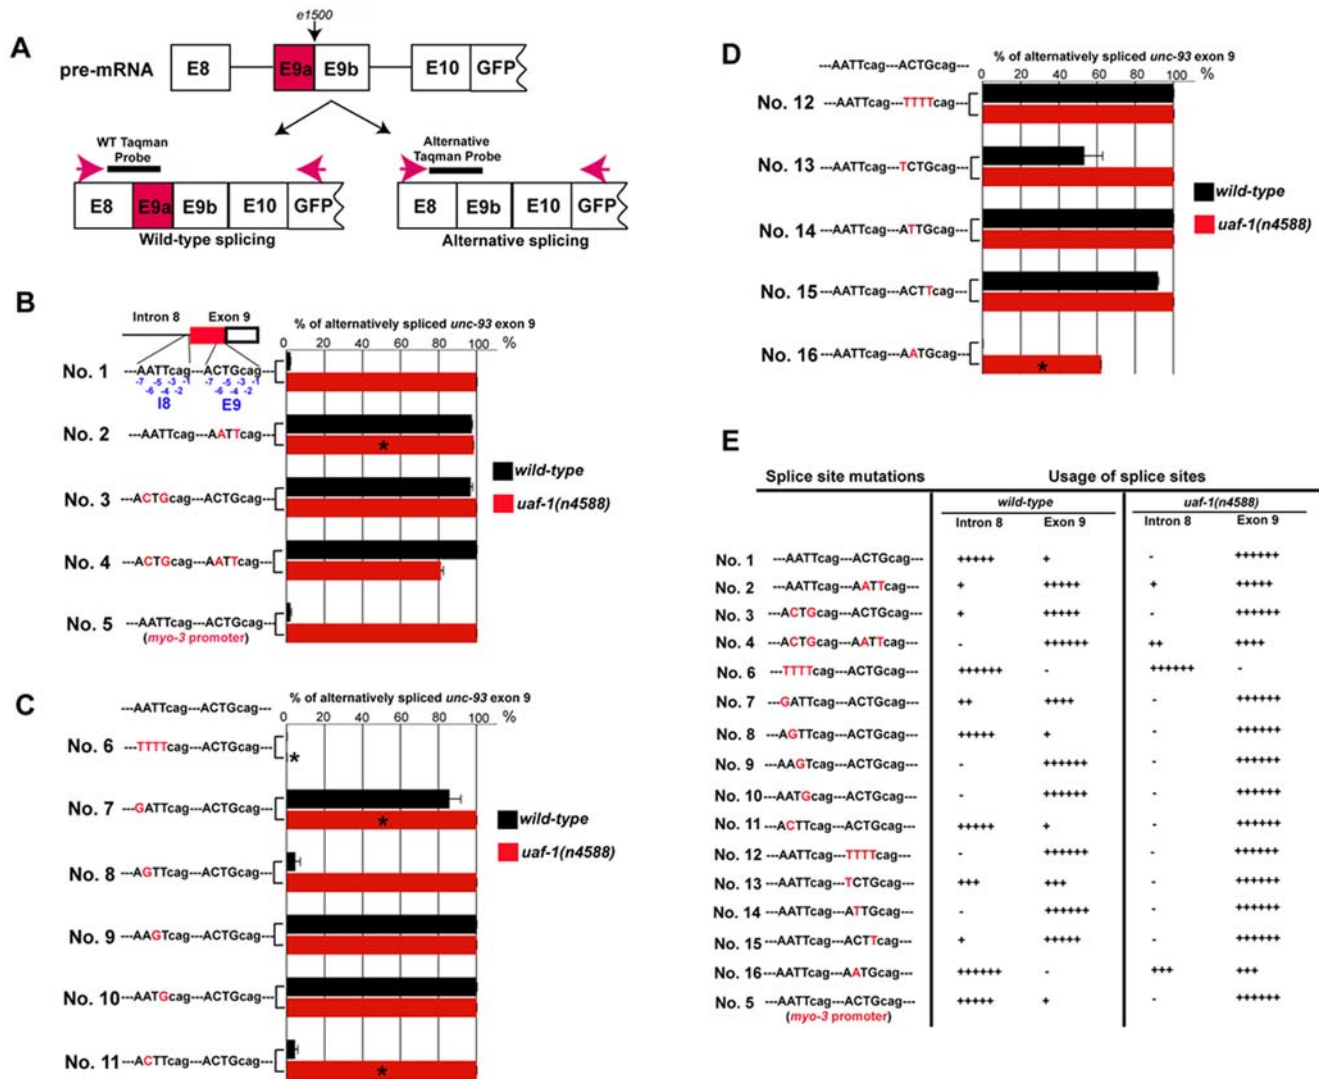 A
e1500
pre-mRNA
E8
E9a
E9b
E10
GFP
WT Taqman
Probe
Alternative
Taqman Probe
E8
E9a
E9b
E10
GFP
E8
E9b
E10
GFP
Wild-type splicing
Alternative splicing
B
Intron 8
Exon 9
% of alternatively spliced unc-93 exon 9
0 20 40 60 80 100 %
No. 1 ---AATTcag---ACTGcag---
-7 -5 -3 -1 -7 -5 -3 -1
-6 -4 -2 -6 -4 -2
I8 E9
No. 2 ---AATTcag---AATTcag---
*
No. 3 ---ACTGcag---ACTGcag---
No. 4 ---ACTGcag---AATTcag---
No. 5 ---AATTcag---ACTGcag---
(myo-3 promoter)
wild-type
uaf-1(n4588)
C
% of alternatively spliced unc-93 exon 9
---AATTcag---ACTGcag---
0 20 40 60 80 100 %
No. 6 ---TTTTcag---ACTGcag---
*
No. 7 ---GATTcag---ACTGcag---
*
No. 8 ---AGTTcag---ACTGcag---
No. 9 ---AAGTcag---ACTGcag---
No. 10 ---AATGcag---ACTGcag---
No. 11 ---ACTTcag---ACTGcag---
*
wild-type
uaf-1(n4588)
D
% of alternatively spliced unc-93 exon 9
---AATTcag---ACTGcag---
0 20 40 60 80 100 %
No. 12 ---AATTcag---TTTTcag---
No. 13 ---AATTcag---TCTGcag---
No. 14 ---AATTcag---ATTGcag---
No. 15 ---AATTcag---ACTTcag---
No. 16 ---AATTcag---AATGcag---
*
wild-type
uaf-1(n4588)
E
Splice site mutations Usage of splice sites
wild-type uaf-1(n4588)
Intron 8 Exon 9 Intron 8 Exon 9
No. 1 ---AATTcag---ACTGcag--- +++++ + - ++++++
No. 2 ---AATTcag---AATTcag--- + +++++ + +++++
No. 3 ---ACTGcag---ACTGcag--- + +++++ - ++++++
No. 4 ---ACTGcag---AATTcag--- - ++++++ ++ ++++
No. 6 ---TTTTcag---ACTGcag--- ++++++ - ++++++ -
No. 7 ---GATTcag---ACTGcag--- ++ ++++ - ++++++
No. 8 ---AGTTcag---ACTGcag--- +++++ + - ++++++
No. 9 ---AAGTcag---ACTGcag--- - ++++++ - ++++++
No. 10 ---AATGcag---ACTGcag--- - ++++++ - ++++++
No. 11 ---ACTTcag---ACTGcag--- +++++ + - ++++++
No. 12 ---AATTcag---TTTTcag--- - ++++++ - ++++++
No. 13 ---AATTcag---TCTGcag--- +++ +++ - ++++++
No. 14 ---AATTcag---ATTGcag--- - ++++++ - ++++++
No. 15 ---AATTcag---ACTTcag--- + +++++ - ++++++
No. 16 ---AATTcag---AATGcag--- ++++++ - +++ +++
No. 5 ---AATTcag---ACTGcag--- +++++ + - ++++++
(myo-3 promoter)